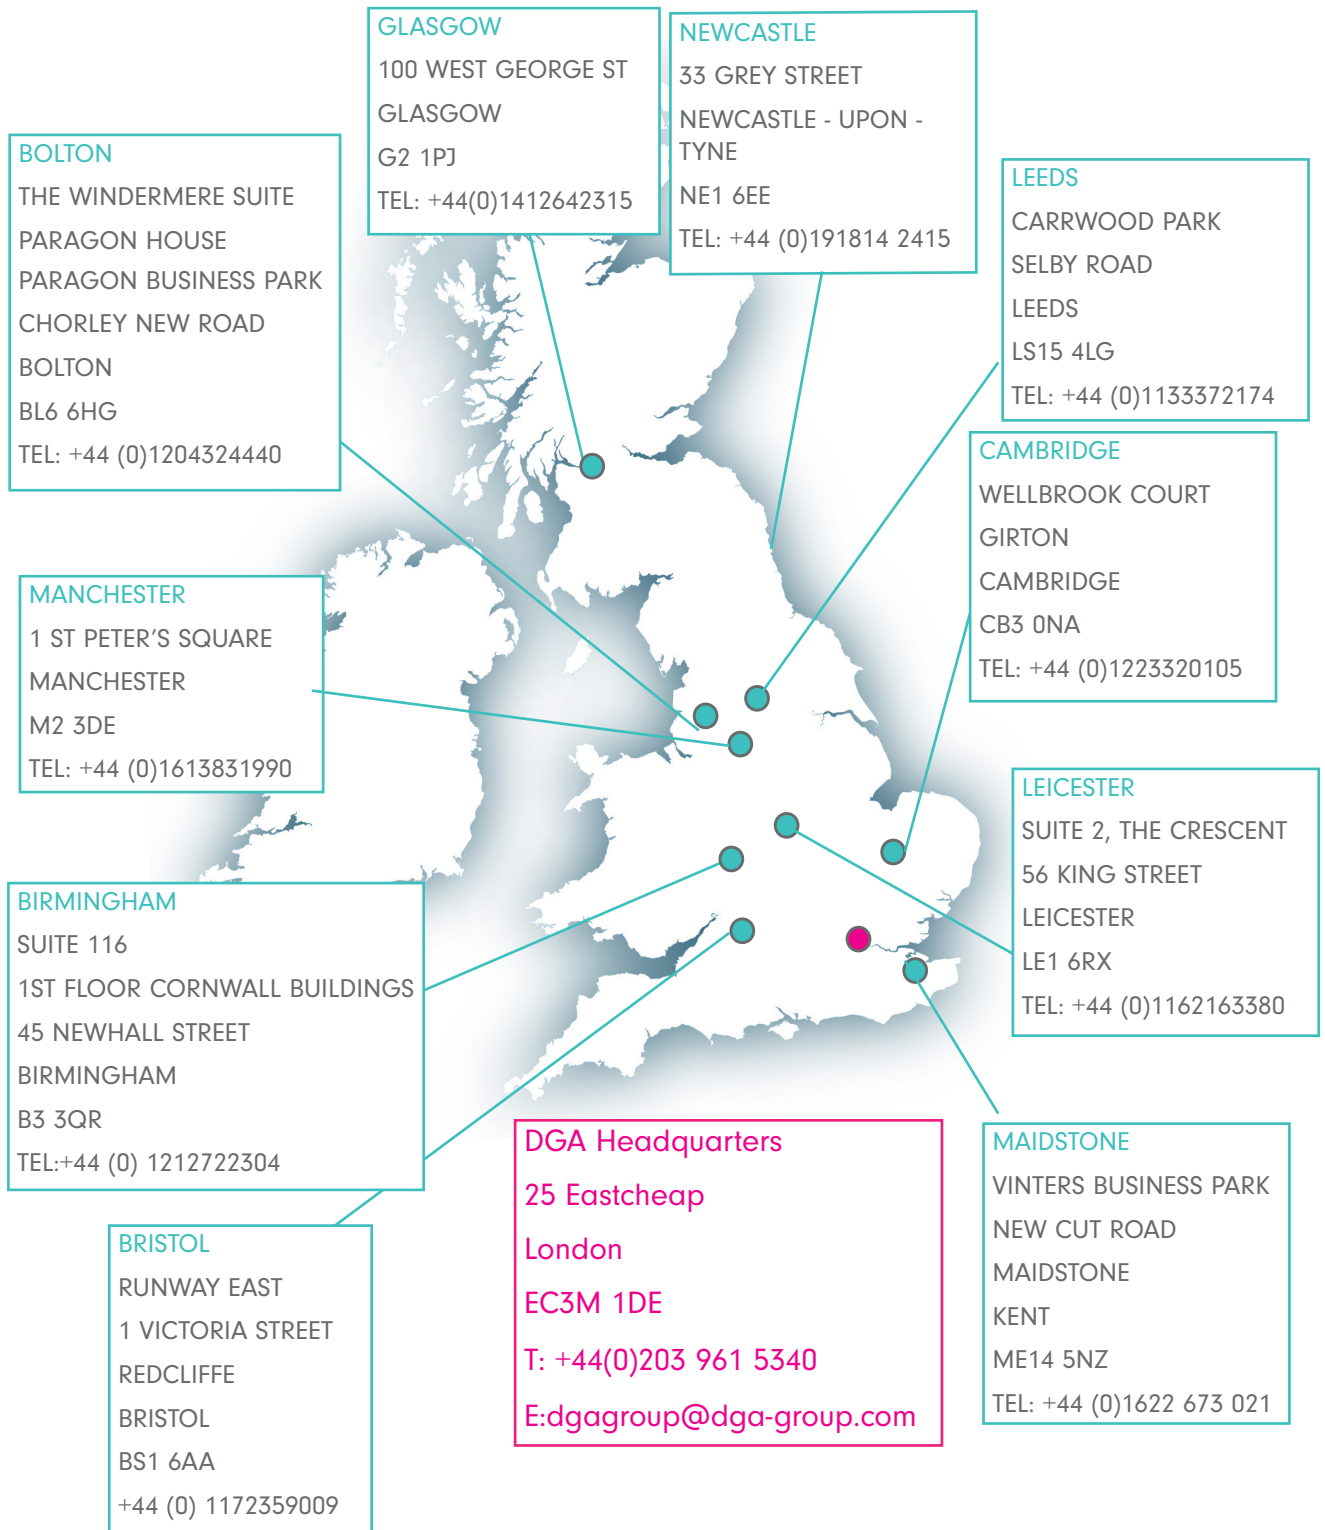 GLASGOW
100 WEST GEORGE ST
GLASGOW
G2 1PJ
TEL: +44(0)1412642315
NEWCASTLE
33 GREY STREET
NEWCASTLE - UPON -
TYNE
NE1 6EE
TEL: +44 (0)191814 2415
BOLTON
THE WINDERMERE SUITE
PARAGON HOUSE
PARAGON BUSINESS PARK
CHORLEY NEW ROAD
BOLTON
BL6 6HG
TEL: +44 (0)1204324440
LEEDS
CARRWOOD PARK
SELBY ROAD
LEEDS
LS15 4LG
TEL: +44 (0)1133372174
CAMBRIDGE
WELLBROOK COURT
GIRTON
CAMBRIDGE
CB3 0NA
TEL: +44 (0)1223320105
MANCHESTER
1 ST PETER'S SQUARE
MANCHESTER
M2 3DE
TEL: +44 (0)1613831990
LEICESTER
SUITE 2, THE CRESCENT
56 KING STREET
LEICESTER
LE1 6RX
TEL: +44 (0)1162163380
BIRMINGHAM
SUITE 116
1ST FLOOR CORNWALL BUILDINGS
45 NEWHALL STREET
BIRMINGHAM
B3 3QR
TEL:+44 (0) 1212722304
DGA Headquarters
25 Eastcheap
London
EC3M 1DE
T: +44(0)203 961 5340
E:dgagroup@dga-group.com
MAIDSTONE
VINTERS BUSINESS PARK
NEW CUT ROAD
MAIDSTONE
KENT
ME14 5NZ
TEL: +44 (0)1622 673 021
BRISTOL
RUNWAY EAST
1 VICTORIA STREET
REDCLIFFE
BRISTOL
BS1 6AA
+44 (0) 1172359009